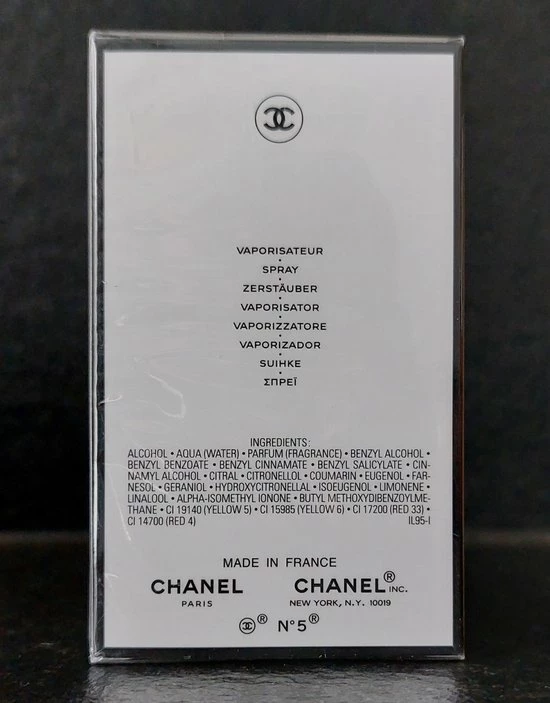 VAPORISATEUR
SPRAY
ZERSTÄUBER
VAPORISATOR
VAPORIZZATORE
VAPORIZADOR
SUIHKE
ΣΠΡΕΪ
INGREDIENTS:
ALCOHOL • AQUA (WATER) • PARFUM (FRAGRANCE) • BENZYL ALCOHOL •
BENZYL BENZOATE • BENZYL CINNAMATE • BENZYL SALICYLATE • CIN-
NAMYL ALCOHOL • CITRAL • CITRONELLOL • COUMARIN • EUGENOL • FAR-
NESOL • GERANIOL • HYDROXYCITRONELLAL • ISOEUGENOL • LIMONENE •
LINALOOL • ALPHA-ISOMETHYL IONONE • BUTYL METHOXYDIBENZOYLME-
THANE • CI 19140 (YELLOW 5) • CI 15985 (YELLOW 6) • CI 17200 (RED 33) •
CI 14700 (RED 4) IL95-I
MADE IN FRANCE
CHANEL CHANEL® INC.
PARIS NEW YORK, N.Y. 10019
® N°5®